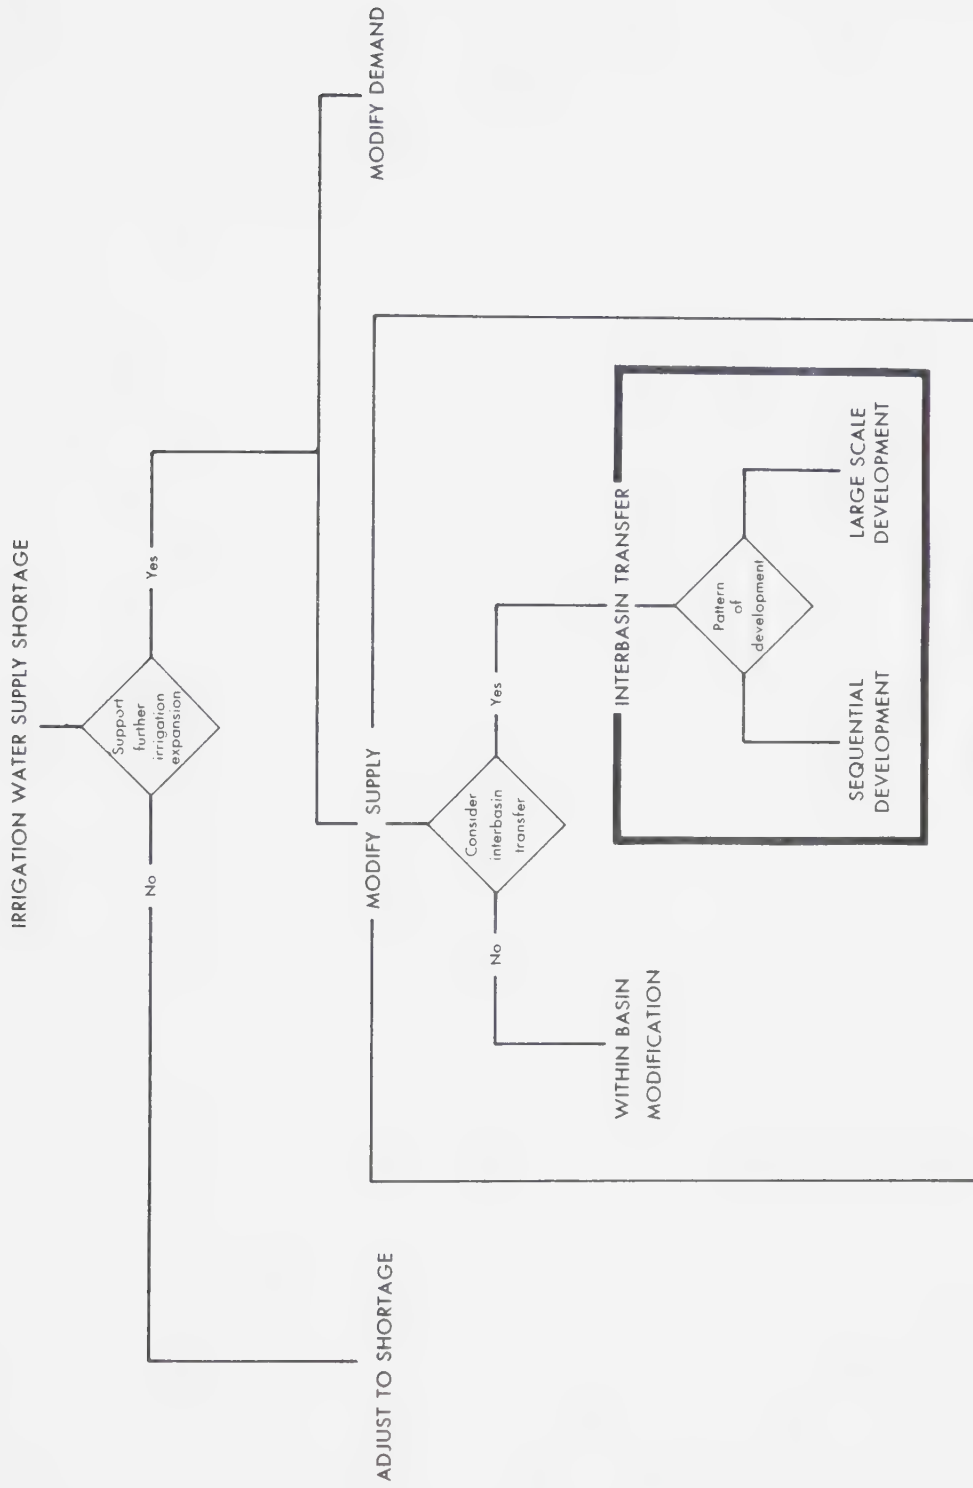 IRRIGATION WATER SUPPLY SHORTAGE
Support
further
irrigation
expansion
No
Yes
ADJUST TO SHORTAGE
MODIFY SUPPLY
MODIFY DEMAND
Consider
interbasin
transfer
No
Yes
WITHIN BASIN
MODIFICATION
INTERBASIN TRANSFER
Pattern
of
development
SEQUENTIAL
DEVELOPMENT
LARGE SCALE
DEVELOPMENT